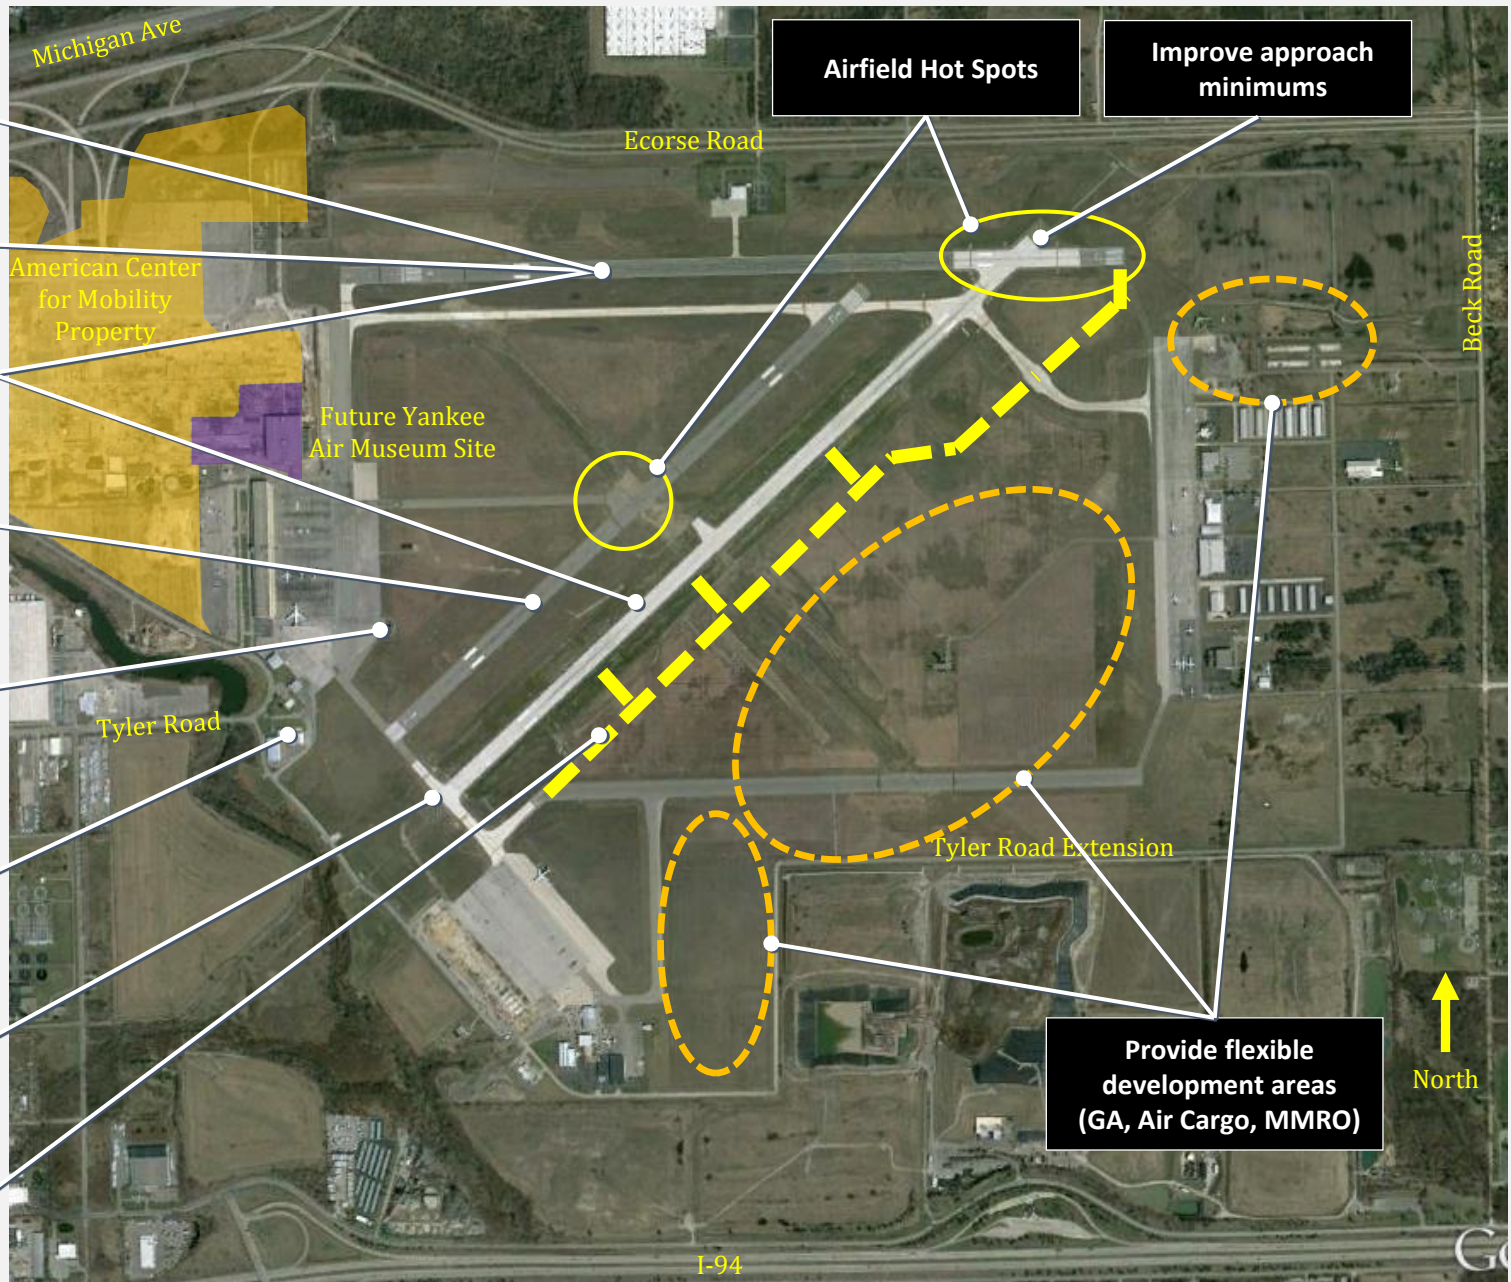 Michigan Ave
Airfield Hot Spots
Improve approach
minimums
Ecorse Road
American Center
for Mobility
Property
Beck Road
Future Yankee
Air Museum Site
Tyler Road
Tyler Road Extension
Provide flexible
development areas
(GA, Air Cargo, MMRO)
North
I-94
Go